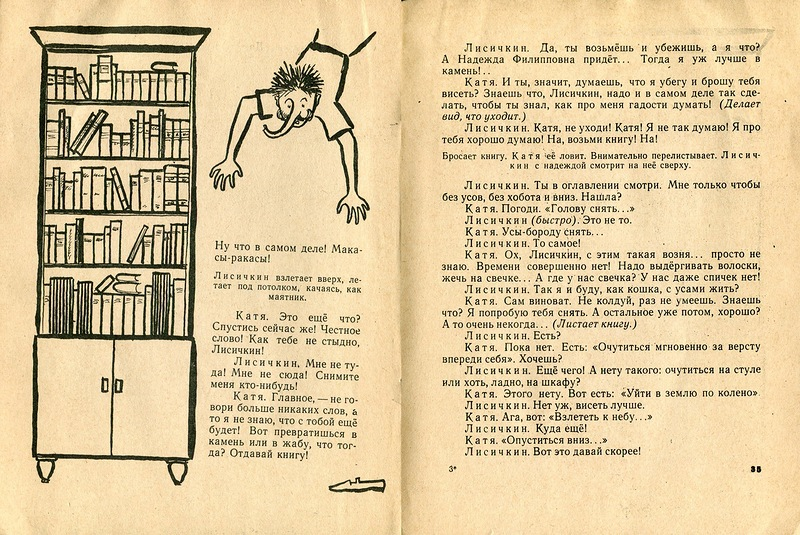 Ну что в самом деле! Мака-
сы-ракасы!
Лисичкин взлетает вверх, ле-
тает под потолком, качаясь, как
маятник.
Катя. Это ещё что?
Спустись сейчас же! Честное
слово! Как тебе не стыдно,
Лисичкин!
Лисичкин. Мне не ту-
да! Мне не сюда! Снимите
меня кто-нибудь!
Катя. Главное, — не го-
вори больше никаких слов, а
то я не знаю, что с тобой ещё
будет! Вот превратишься в
камень или в жабу, что тог-
да? Отдавай книгу!
Лисичкин. Да, ты возьмёшь и убежишь, а я что?
А Надежда Филипповна придёт... Тогда я уж лучше в
камень!..
Катя. И ты, значит, думаешь, что я убегу и брошу тебя
висеть? Знаешь что, Лисичкин, надо и в самом деле так сде-
лать, чтобы ты знал, как про меня гадости думать! (Делает
вид, что уходит.)
Лисичкин. Катя, не уходи! Катя! Я не так думаю! Я про
тебя хорошо думаю! На, возьми книгу! На!
Бросает книгу. Катя её ловит. Внимательно перелистывает. Лисич-
кин с надеждой смотрит на неё сверху.
Лисичкин. Ты в оглавлении смотри. Мне только чтобы
без усов, без хобота и вниз. Нашла?
Катя. Погоди. «Голову снять...»
Лисичкин (быстро). Это не то.
Катя. Усы-бороду снять...
Лисичкин. То самое!
Катя. Ох, Лисичкин, с этим такая возня... просто не
знаю. Времени совершенно нет! Надо выдёргивать волоски,
жечь на свечке... А где у нас свечка? У нас даже спичек нет!
Лисичкин. Так я и буду, как кошка, с усами жить?
Катя. Сам виноват. Не колдуй, раз не умеешь. Знаешь
что? Я попробую тебя снять. А остальное уже потом, хорошо?
А то очень некогда... (Листает книгу.)
Лисичкин. Есть?
Катя. Пока нет. Есть: «Очутиться мгновенно за версту
впереди себя». Хочешь?
Лисичкин. Ещё чего! А нету такого: очутиться на стуле
или хоть, ладно, на шкафу?
Катя. Этого нету. Вот есть: «Уйти в землю по колено».
Лисичкин. Нет уж, висеть лучше.
Катя. Ага, вот: «Взлететь к небу...»
Лисичкин. Куда ещё!
Катя. «Опуститься вниз...»
Лисичкин. Вот это давай скорее!
3* 35